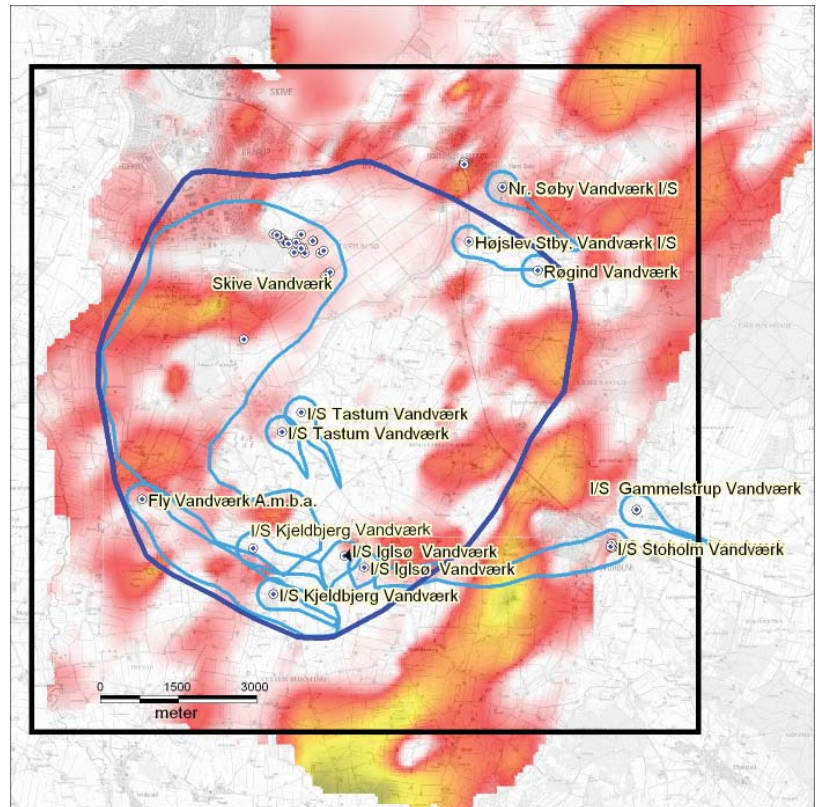 SKIVE
Nr. Søby Vandværk I/S
Højslev Stby. Vandværk I/S
Røgind Vandværk
Skive Vandværk
I/S Tastum Vandværk
I/S Tastum Vandværk
I/S Gammelstrup Vandværk
Fly Vandværk A.m.b.a.
I/S Kjeldbjerg Vandværk
I/S Iglsø Vandværk
I/S Stoholm Vandværk
I/S Iglsø Vandværk
I/S Kjeldbjerg Vandværk
0 1500 3000
meter